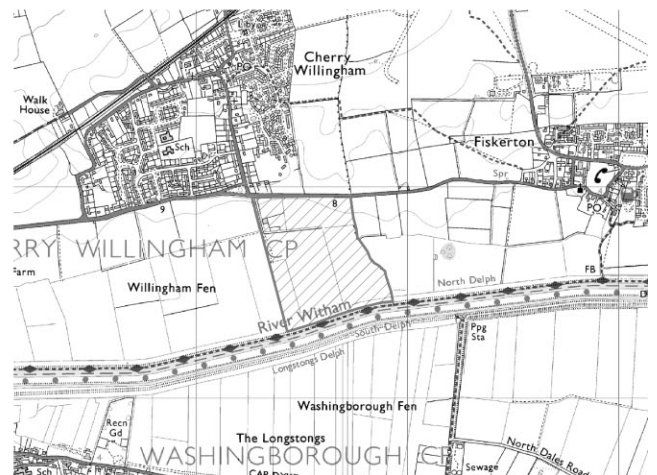 Liby
PO
Cherry
Willingham
Walk
House
Sch
Fiskerton
Spr
9
8
PO
RRY WILLINGHAM CP
Farm
Willingham Fen
North Delph
FB
River Witham
South Delph
Longstongs Delph
Ppg
Sta
Washingborough Fen
Recn
Gd
The Longstongs
WASHINGBOROUGH CP
North Dales Road
Sch
Sewage